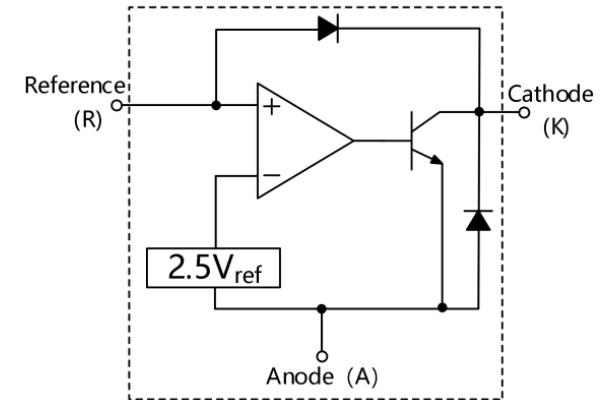 Reference
(R)
+
−
2.5Vref
Cathode
(K)
Anode (A)